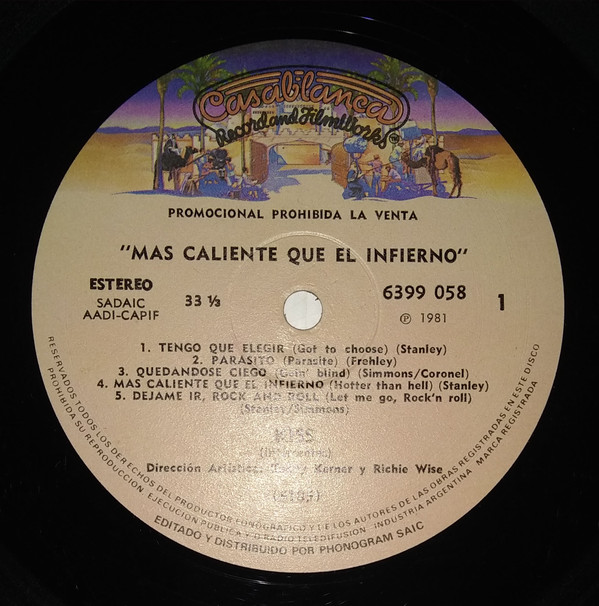 Casablanca
Record and FilmWorks
PROMOCIONAL PROHIBIDA LA VENTA
"MAS CALIENTE QUE EL INFIERNO"
ESTEREO
SADAIC
AADI-CAPIF
33 ⅓
6399 058
℗ 1981
1
1. TENGO QUE ELEGIR (Got to choose) (Stanley)
2. PARASITO (Parasite) (Frehley)
3. QUEDANDOSE CIEGO (Goin' blind) (Simmons/Coronel)
4. MAS CALIENTE QUE EL INFIERNO (Hotter than hell) (Stanley)
5. DEJAME IR, ROCK AND ROLL (Let me go, Rock'n roll)
(Stanley/Simmons)
KISS
Dirección Artística: Kerner y Richie Wise
RESERVADOS TODOS LOS DERECHOS DEL PRODUCTOR FONOGRAFICO Y DE LOS AUTORES DE LAS OBRAS REGISTRADAS EN ESTE DISCO
PROHIBIDA SU REPRODUCCION EJECUCION PUBLICA Y O RADIO TELEDIFUSION INDUSTRIA ARGENTINA MARCA REGISTRADA
EDITADO Y DISTRIBUIDO POR PHONOGRAM SAIC